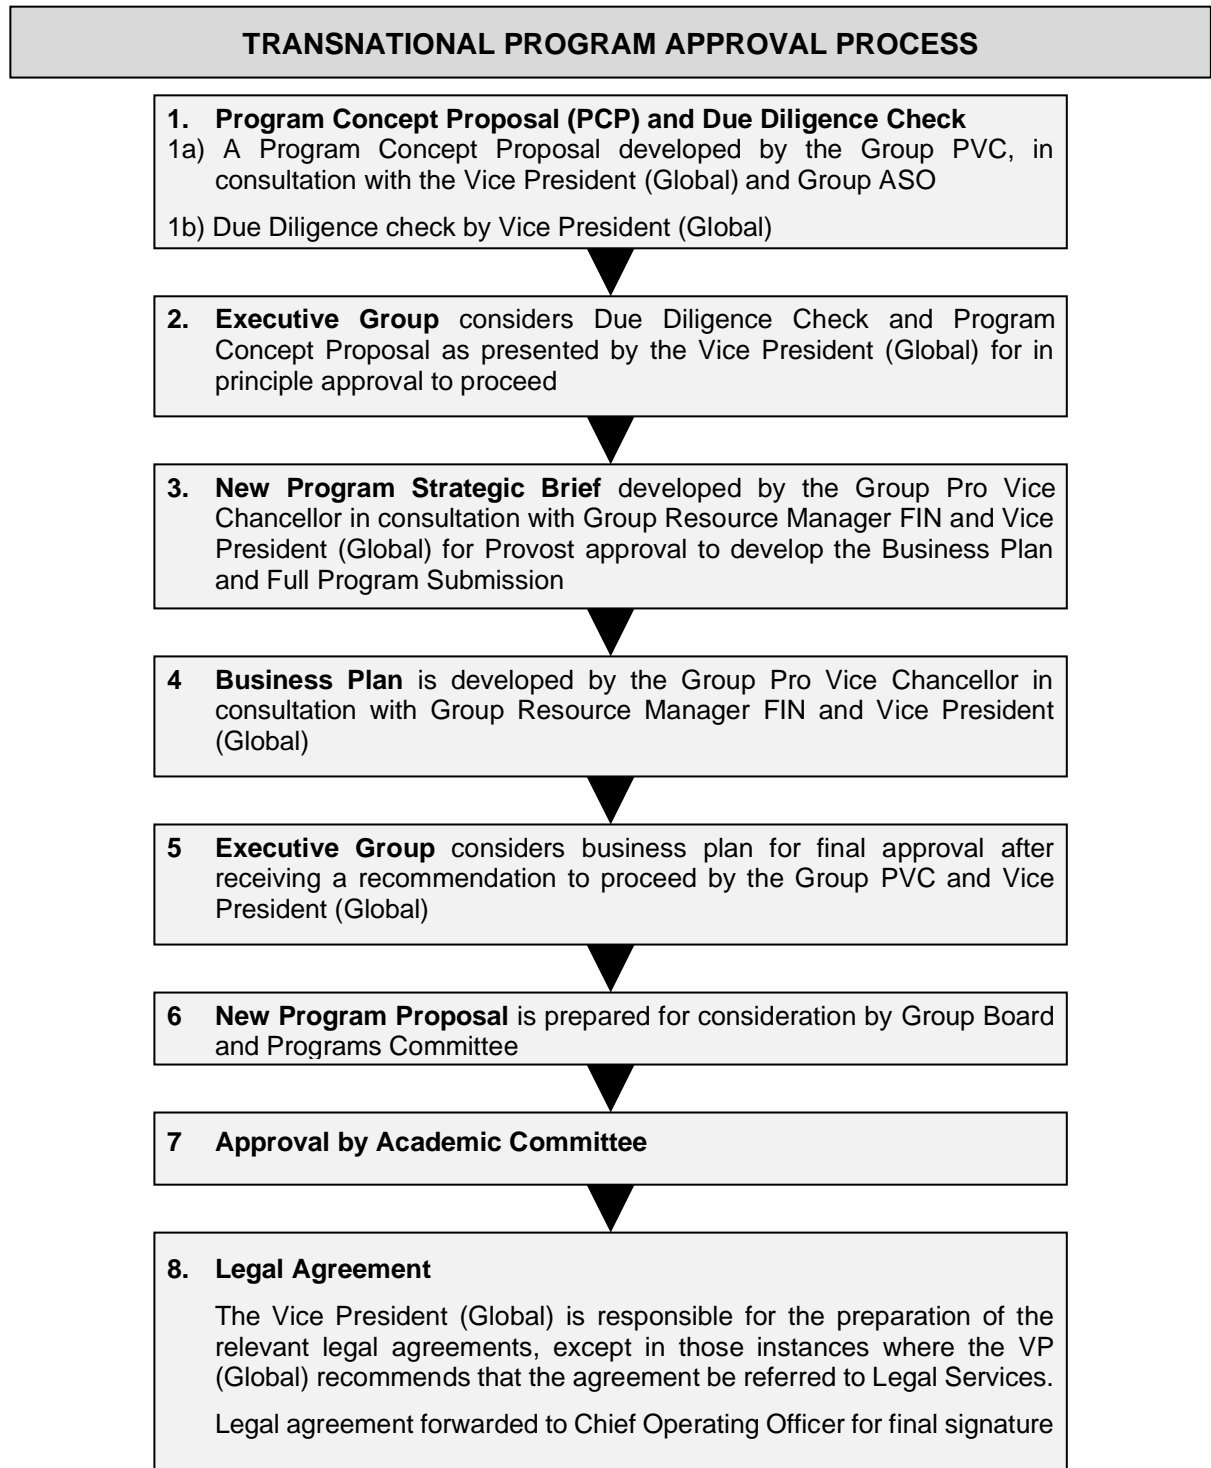 TRANSNATIONAL PROGRAM APPROVAL PROCESS
1. Program Concept Proposal (PCP) and Due Diligence Check
1a) A Program Concept Proposal developed by the Group PVC, in
consultation with the Vice President (Global) and Group ASO
1b) Due Diligence check by Vice President (Global)
2. Executive Group considers Due Diligence Check and Program
Concept Proposal as presented by the Vice President (Global) for in
principle approval to proceed
3. New Program Strategic Brief developed by the Group Pro Vice
Chancellor in consultation with Group Resource Manager FIN and Vice
President (Global) for Provost approval to develop the Business Plan
and Full Program Submission
4 Business Plan is developed by the Group Pro Vice Chancellor in
consultation with Group Resource Manager FIN and Vice President
(Global)
5 Executive Group considers business plan for final approval after
receiving a recommendation to proceed by the Group PVC and Vice
President (Global)
6 New Program Proposal is prepared for consideration by Group Board
and Programs Committee
7 Approval by Academic Committee
8. Legal Agreement
The Vice President (Global) is responsible for the preparation of the
relevant legal agreements, except in those instances where the VP
(Global) recommends that the agreement be referred to Legal Services.
Legal agreement forwarded to Chief Operating Officer for final signature